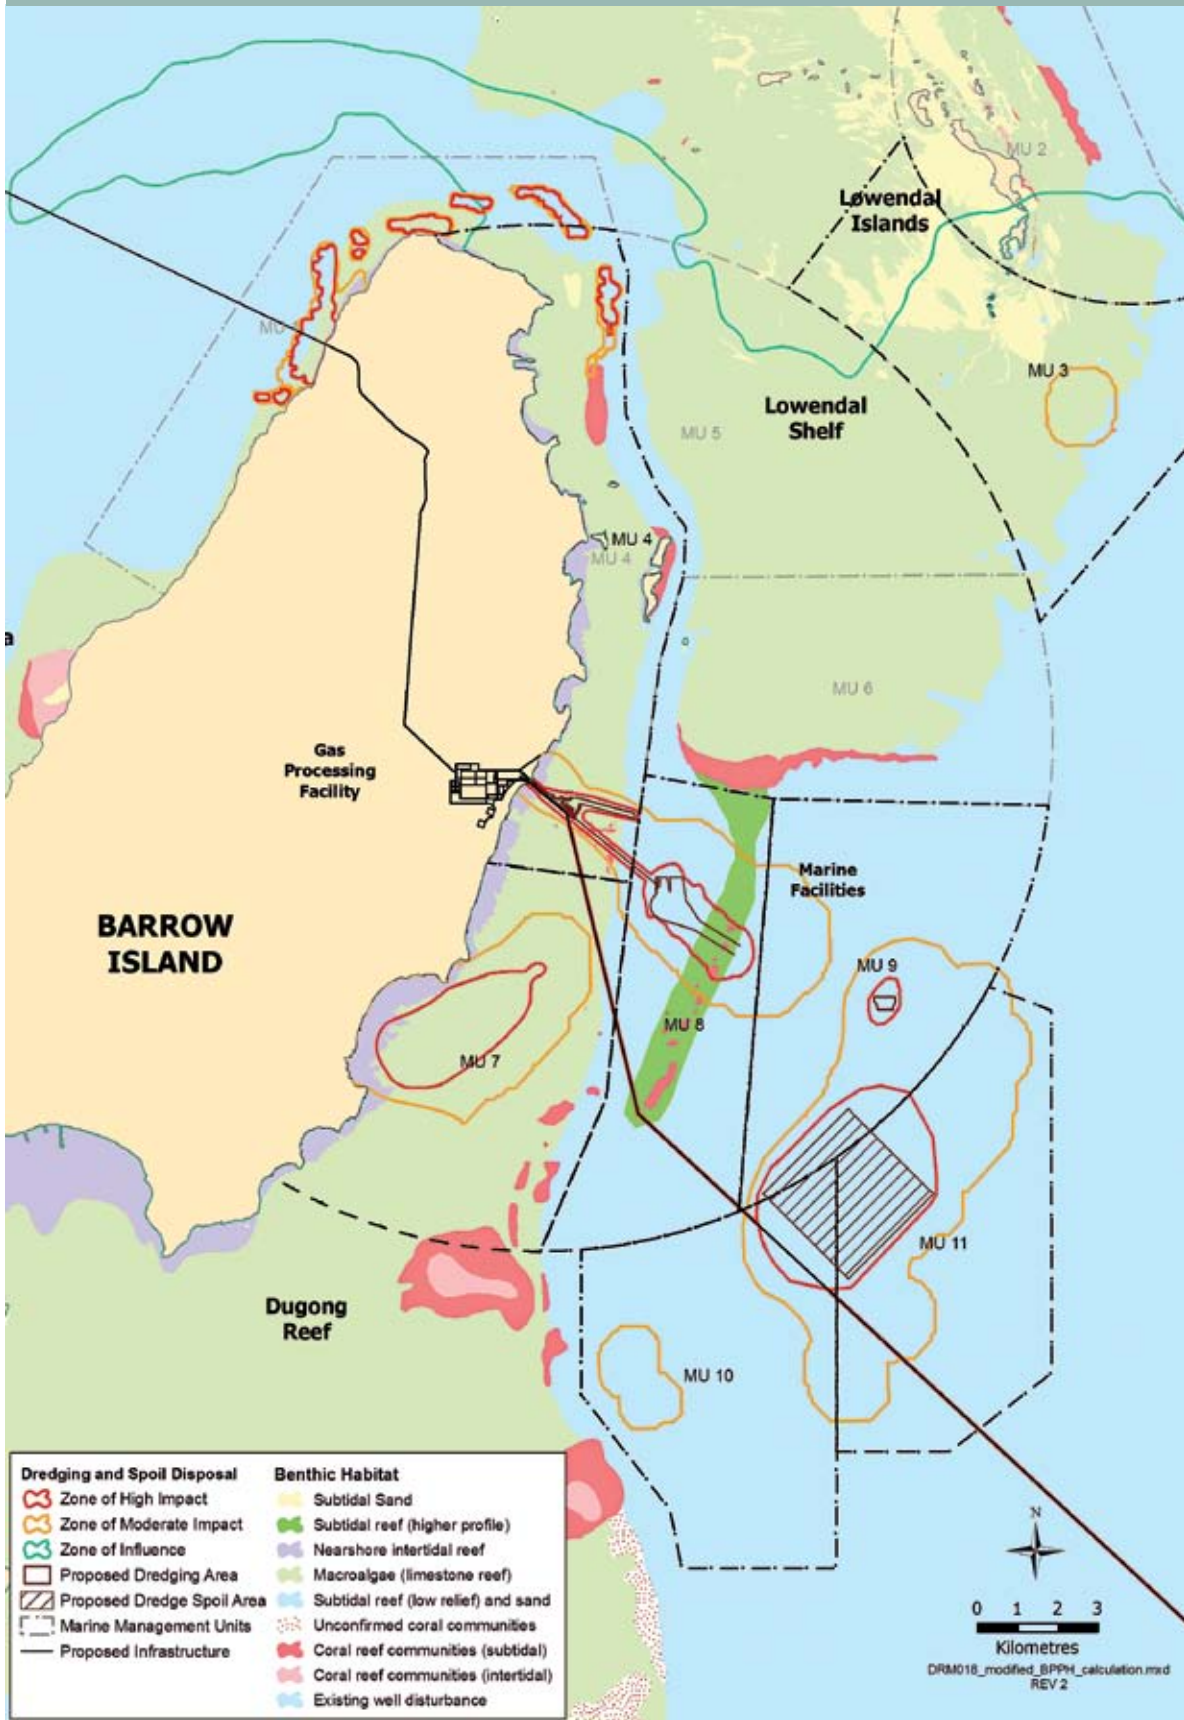 MU 2
Lowendal
Islands
MU
MU 3
Lowendal
Shelf
MU 5
MU 4
MU 4
a
MU 6
Gas
Processing
Facility
Marine
Facilities
BARROW
ISLAND
MU 9
MU 8
MU 7
MU 11
Dugong
Reef
MU 10
Dredging and Spoil Disposal
Zone of High Impact
Zone of Moderate Impact
Zone of Influence
Proposed Dredging Area
Proposed Dredge Spoil Area
Marine Management Units
Proposed Infrastructure
Benthic Habitat
Subtidal Sand
Subtidal reef (higher profile)
Nearshore intertidal reef
Macroalgae (limestone reef)
Subtidal reef (low relief) and sand
Unconfirmed coral communities
Coral reef communities (subtidal)
Coral reef communities (intertidal)
Existing well disturbance
N
0 1 2 3
Kilometres
DRM018_modified_BPPH_calculation.mxd
REV 2